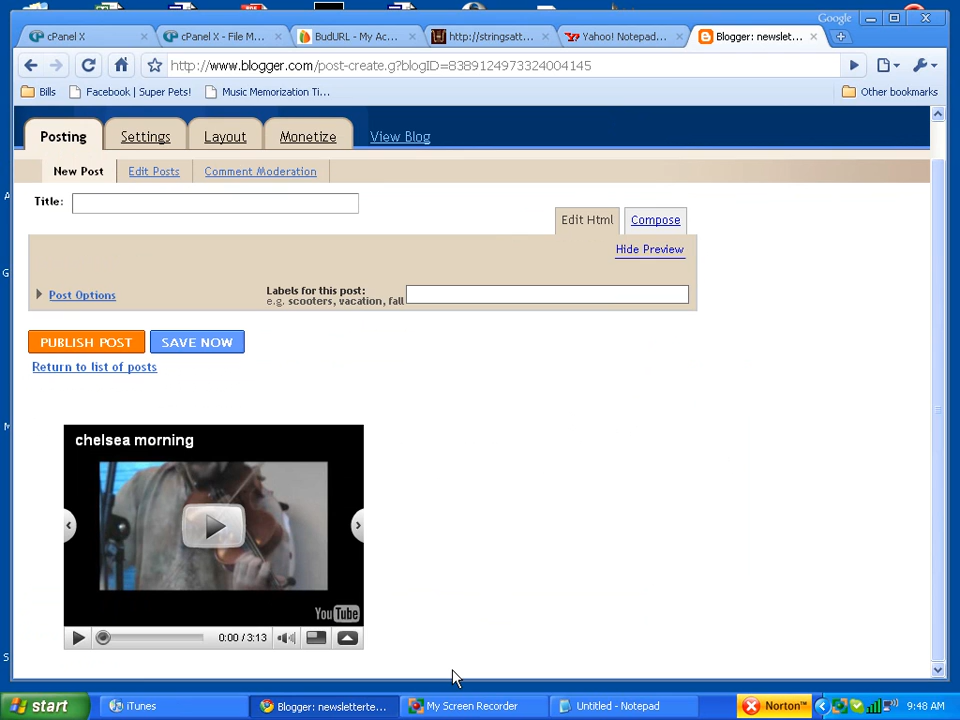 Google
cPanel X
cPanel X - File M...
BudURL - My Ac...
http://stringsatt...
Yahoo! Notepad...
Blogger: newslet...
http://www.blogger.com/post-create.g?blogID=8389124973324004145
Bills
Facebook | Super Pets!
Music Memorization Ti...
Other bookmarks
Posting
Settings
Layout
Monetize
View Blog
New Post
Edit Posts
Comment Moderation
Title:
Edit Html
Compose
Hide Preview
Post Options
Labels for this post:
e.g. scooters, vacation, fall
PUBLISH POST
SAVE NOW
Return to list of posts
chelsea morning
YouTube
0:00 / 3:13
start
iTunes
Blogger: newsletterte...
My Screen Recorder
Untitled - Notepad
Norton™
9:48 AM